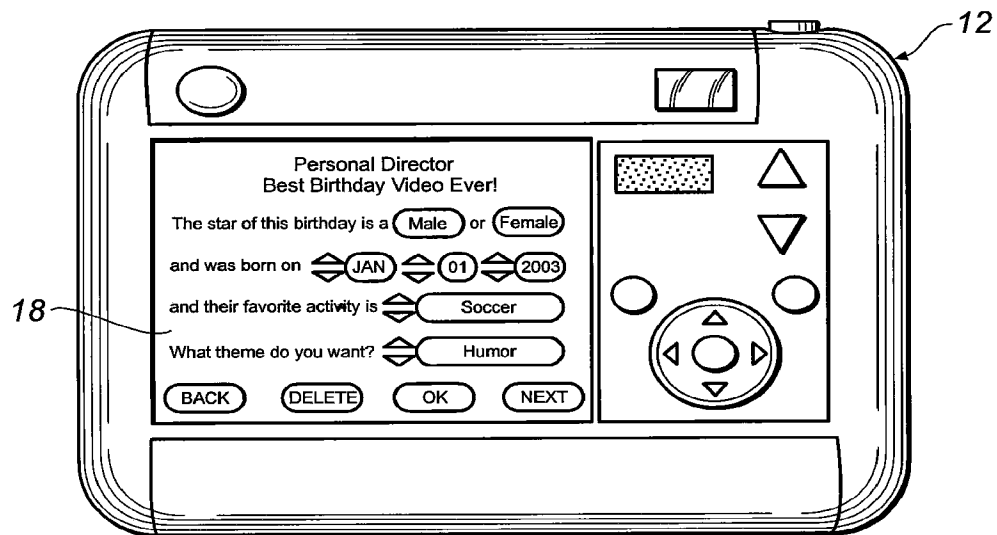 12
Personal Director
Best Birthday Video Ever!
The star of this birthday is a Male or Female
and was born on JAN 01 2003
18
and their favorite activity is Soccer
What theme do you want? Humor
BACK DELETE OK NEXT